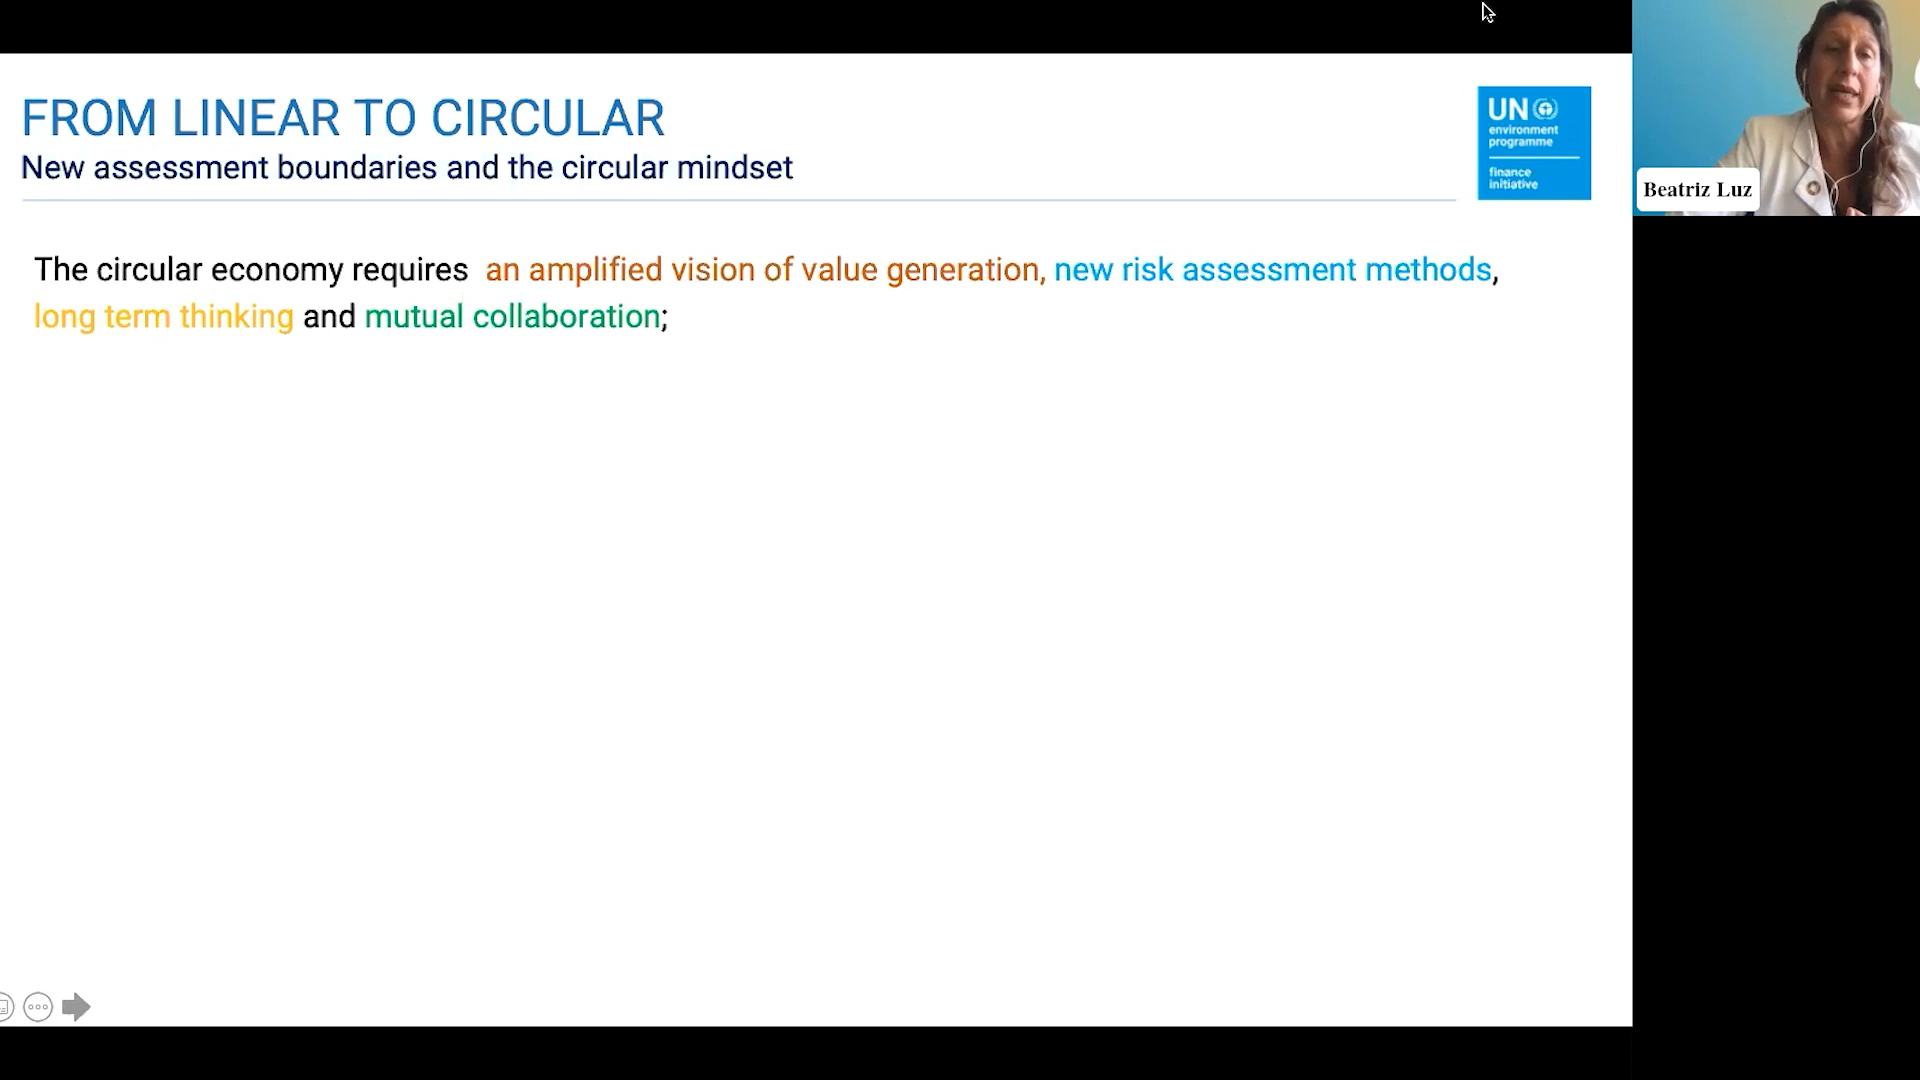 FROM LINEAR TO CIRCULAR
New assessment boundaries and the circular mindset
UN
environment
programme
finance
initiative
Beatriz Luz
The circular economy requires an amplified vision of value generation, new risk assessment methods,
long term thinking and mutual collaboration;